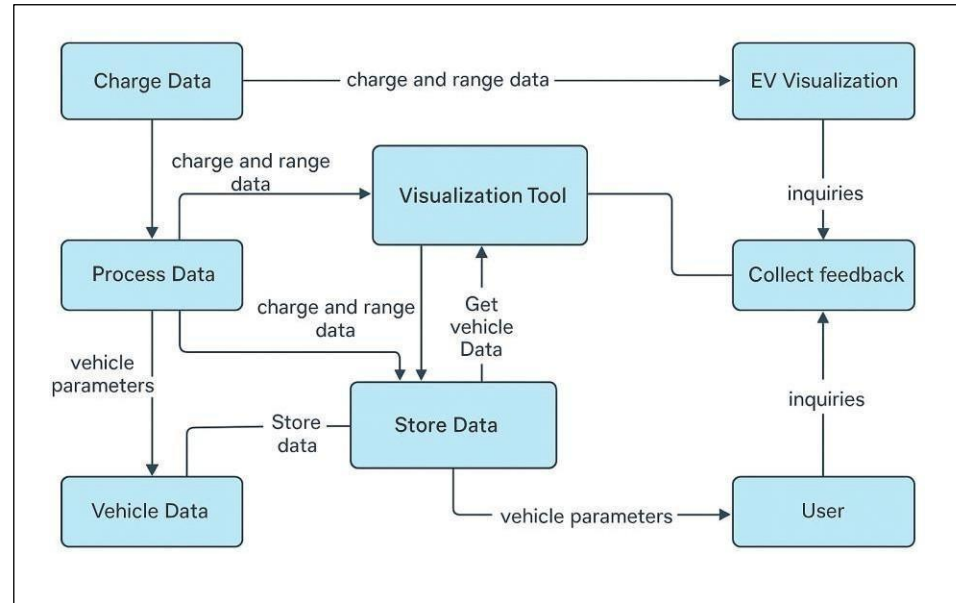 Charge Data
charge and range data
EV Visualization
charge and range
data
Visualization Tool
inquiries
Process Data
Collect feedback
charge and range
data
Get
vehicle
Data
vehicle
parameters
inquiries
Store
data
Store Data
Vehicle Data
vehicle parameters
User